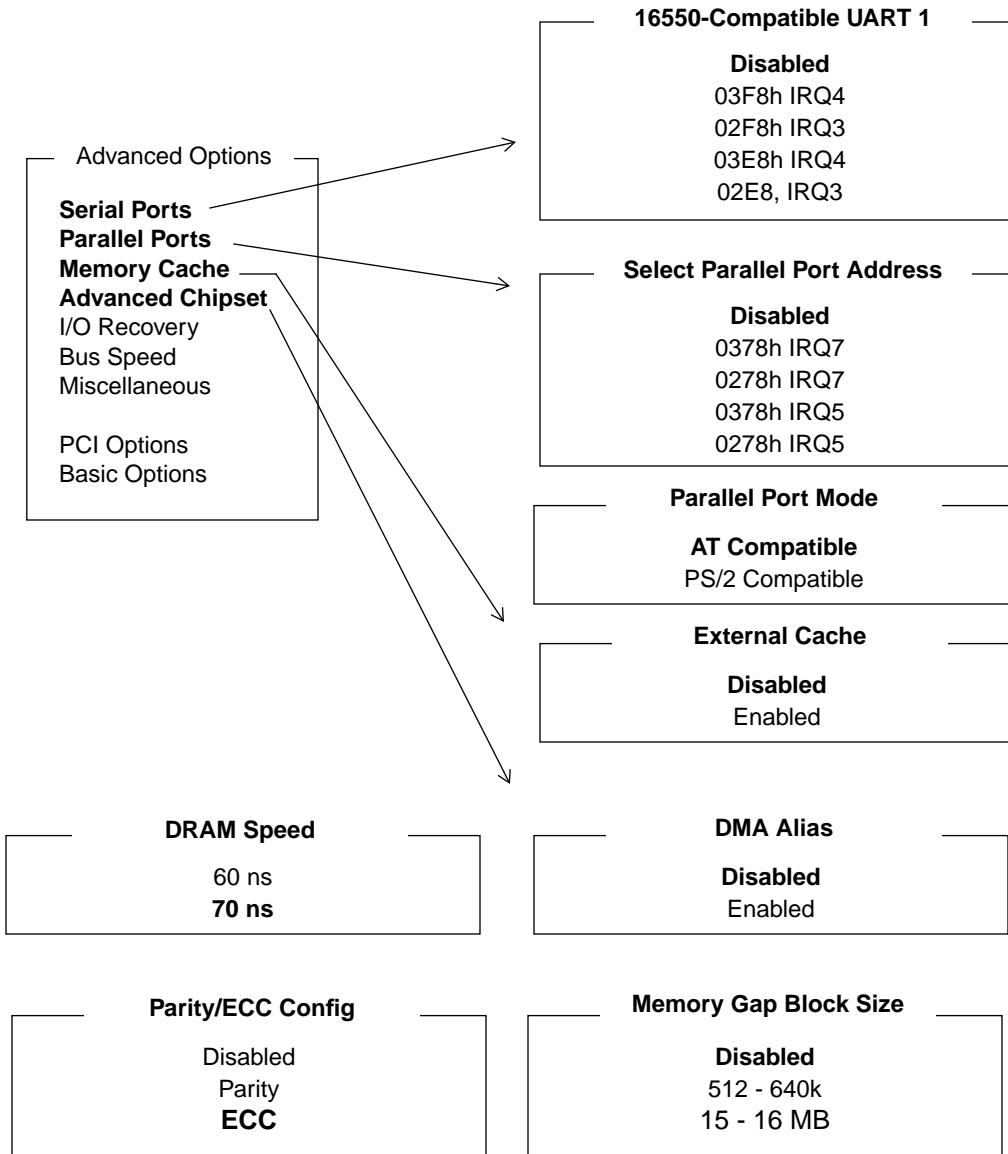 16550-Compatible UART 1
Disabled
03F8h IRQ4
02F8h IRQ3
03E8h IRQ4
02E8, IRQ3
Advanced Options
Serial Ports
Parallel Ports
Memory Cache
Advanced Chipset
I/O Recovery
Bus Speed
Miscellaneous
PCI Options
Basic Options
Select Parallel Port Address
Disabled
0378h IRQ7
0278h IRQ7
0378h IRQ5
0278h IRQ5
Parallel Port Mode
AT Compatible
PS/2 Compatible
External Cache
Disabled
Enabled
DRAM Speed
60 ns
70 ns
DMA Alias
Disabled
Enabled
Parity/ECC Config
Disabled
Parity
ECC
Memory Gap Block Size
Disabled
512 - 640k
15 - 16 MB